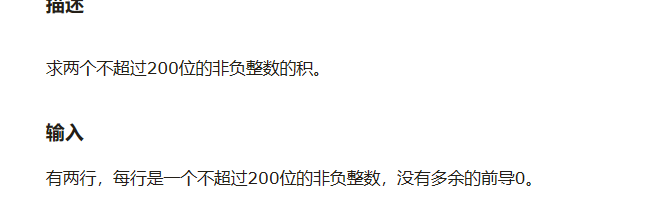 描述
求两个不超过200位的非负整数的积。
输入
有两行，每行是一个不超过200位的非负整数，没有多余的前导0。